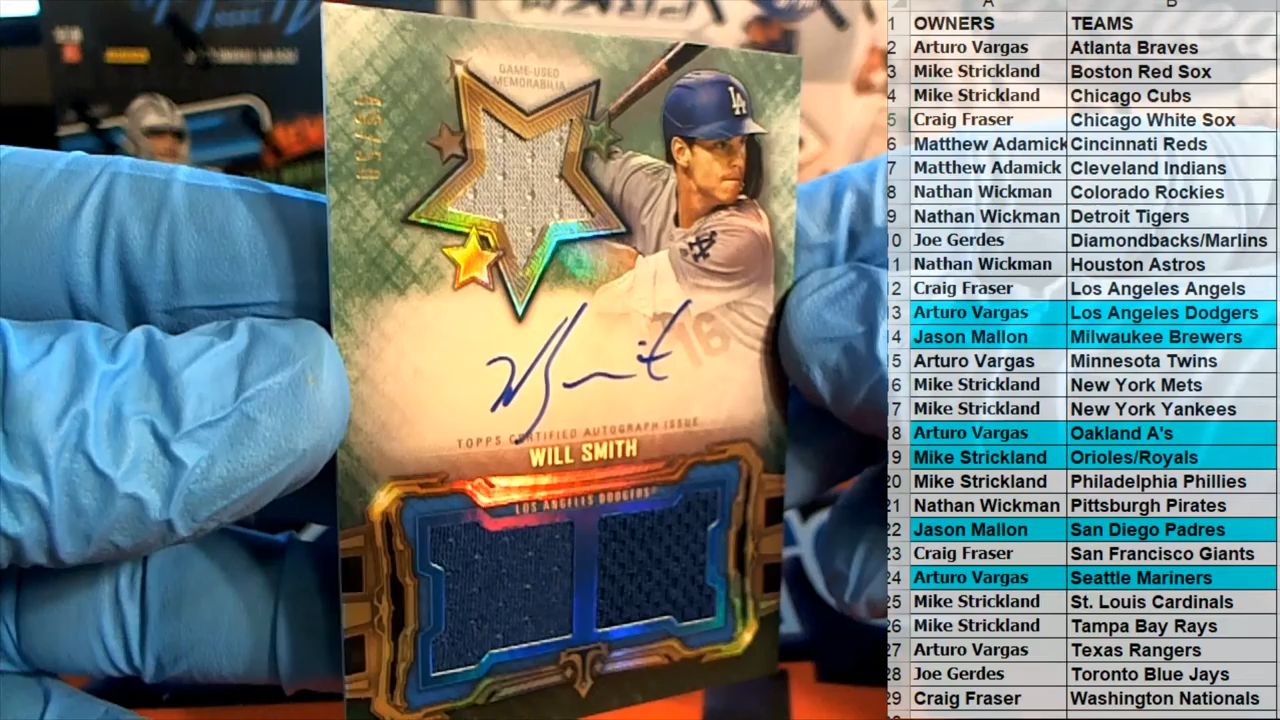 GAME-USED
MEMORABILIA
LA
16
TOPPS CERTIFIED AUTOGRAPH ISSUE
WILL SMITH
LOS ANGELES DODGERS
A B
1 OWNERS TEAMS
2 Arturo Vargas Atlanta Braves
3 Mike Strickland Boston Red Sox
4 Mike Strickland Chicago Cubs
5 Craig Fraser Chicago White Sox
6 Matthew Adamick Cincinnati Reds
7 Matthew Adamick Cleveland Indians
8 Nathan Wickman Colorado Rockies
9 Nathan Wickman Detroit Tigers
10 Joe Gerdes Diamondbacks/Marlins
11 Nathan Wickman Houston Astros
12 Craig Fraser Los Angeles Angels
13 Arturo Vargas Los Angeles Dodgers
14 Jason Mallon Milwaukee Brewers
15 Arturo Vargas Minnesota Twins
16 Mike Strickland New York Mets
17 Mike Strickland New York Yankees
18 Arturo Vargas Oakland A's
19 Mike Strickland Orioles/Royals
20 Mike Strickland Philadelphia Phillies
21 Nathan Wickman Pittsburgh Pirates
22 Jason Mallon San Diego Padres
23 Craig Fraser San Francisco Giants
24 Arturo Vargas Seattle Mariners
25 Mike Strickland St. Louis Cardinals
26 Mike Strickland Tampa Bay Rays
27 Arturo Vargas Texas Rangers
28 Joe Gerdes Toronto Blue Jays
29 Craig Fraser Washington Nationals